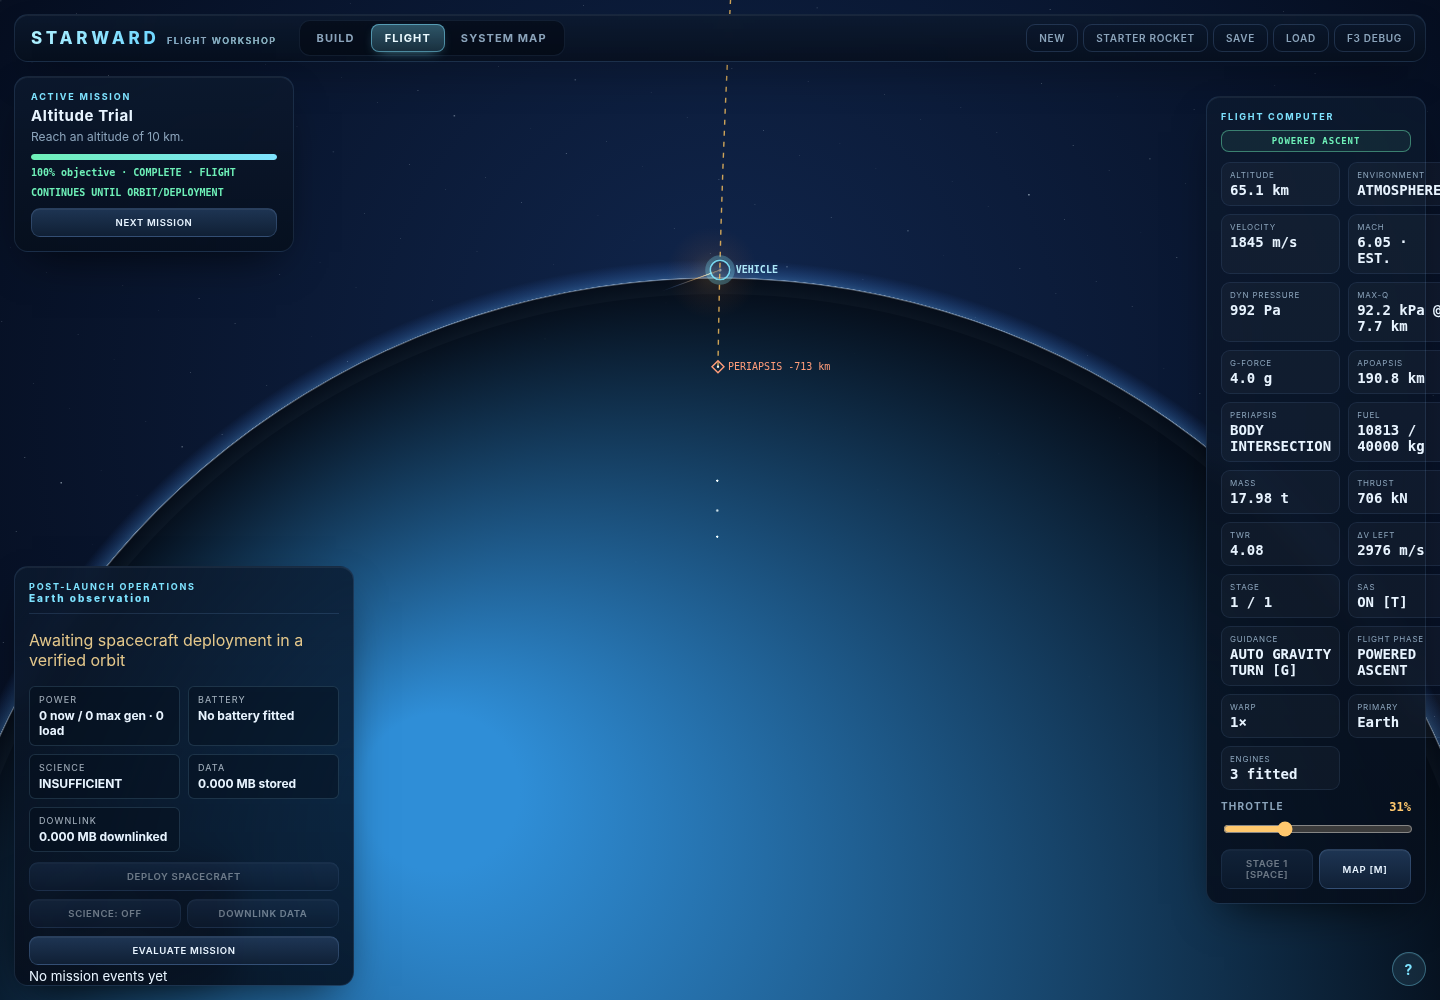 STARWARD FLIGHT WORKSHOP
BUILD
FLIGHT
SYSTEM MAP
NEW
STARTER ROCKET
SAVE
LOAD
F3 DEBUG
ACTIVE MISSION
Altitude Trial
Reach an altitude of 10 km.
100% objective · COMPLETE · FLIGHT
CONTINUES UNTIL ORBIT/DEPLOYMENT
NEXT MISSION
VEHICLE
PERIAPSIS -713 km
POST-LAUNCH OPERATIONS
Earth observation
Awaiting spacecraft deployment in a
verified orbit
POWER
0 now / 0 max gen · 0
load
BATTERY
No battery fitted
SCIENCE
INSUFFICIENT
DATA
0.000 MB stored
DOWNLINK
0.000 MB downlinked
DEPLOY SPACECRAFT
SCIENCE: OFF
DOWNLINK DATA
EVALUATE MISSION
No mission events yet
FLIGHT COMPUTER
POWERED ASCENT
ALTITUDE
65.1 km
ENVIRONMENT
ATMOSPHERE
VELOCITY
1845 m/s
MACH
6.05 ·
EST.
DYN PRESSURE
992 Pa
MAX-Q
92.2 kPa @
7.7 km
G-FORCE
4.0 g
APOAPSIS
190.8 km
PERIAPSIS
BODY
INTERSECTION
FUEL
10813 /
40000 kg
MASS
17.98 t
THRUST
706 kN
TWR
4.08
ΔV LEFT
2976 m/s
STAGE
1 / 1
SAS
ON [T]
GUIDANCE
AUTO GRAVITY
TURN [G]
FLIGHT PHASE
POWERED
ASCENT
WARP
1×
PRIMARY
Earth
ENGINES
3 fitted
THROTTLE 31%
STAGE 1
[SPACE]
MAP [M]
?